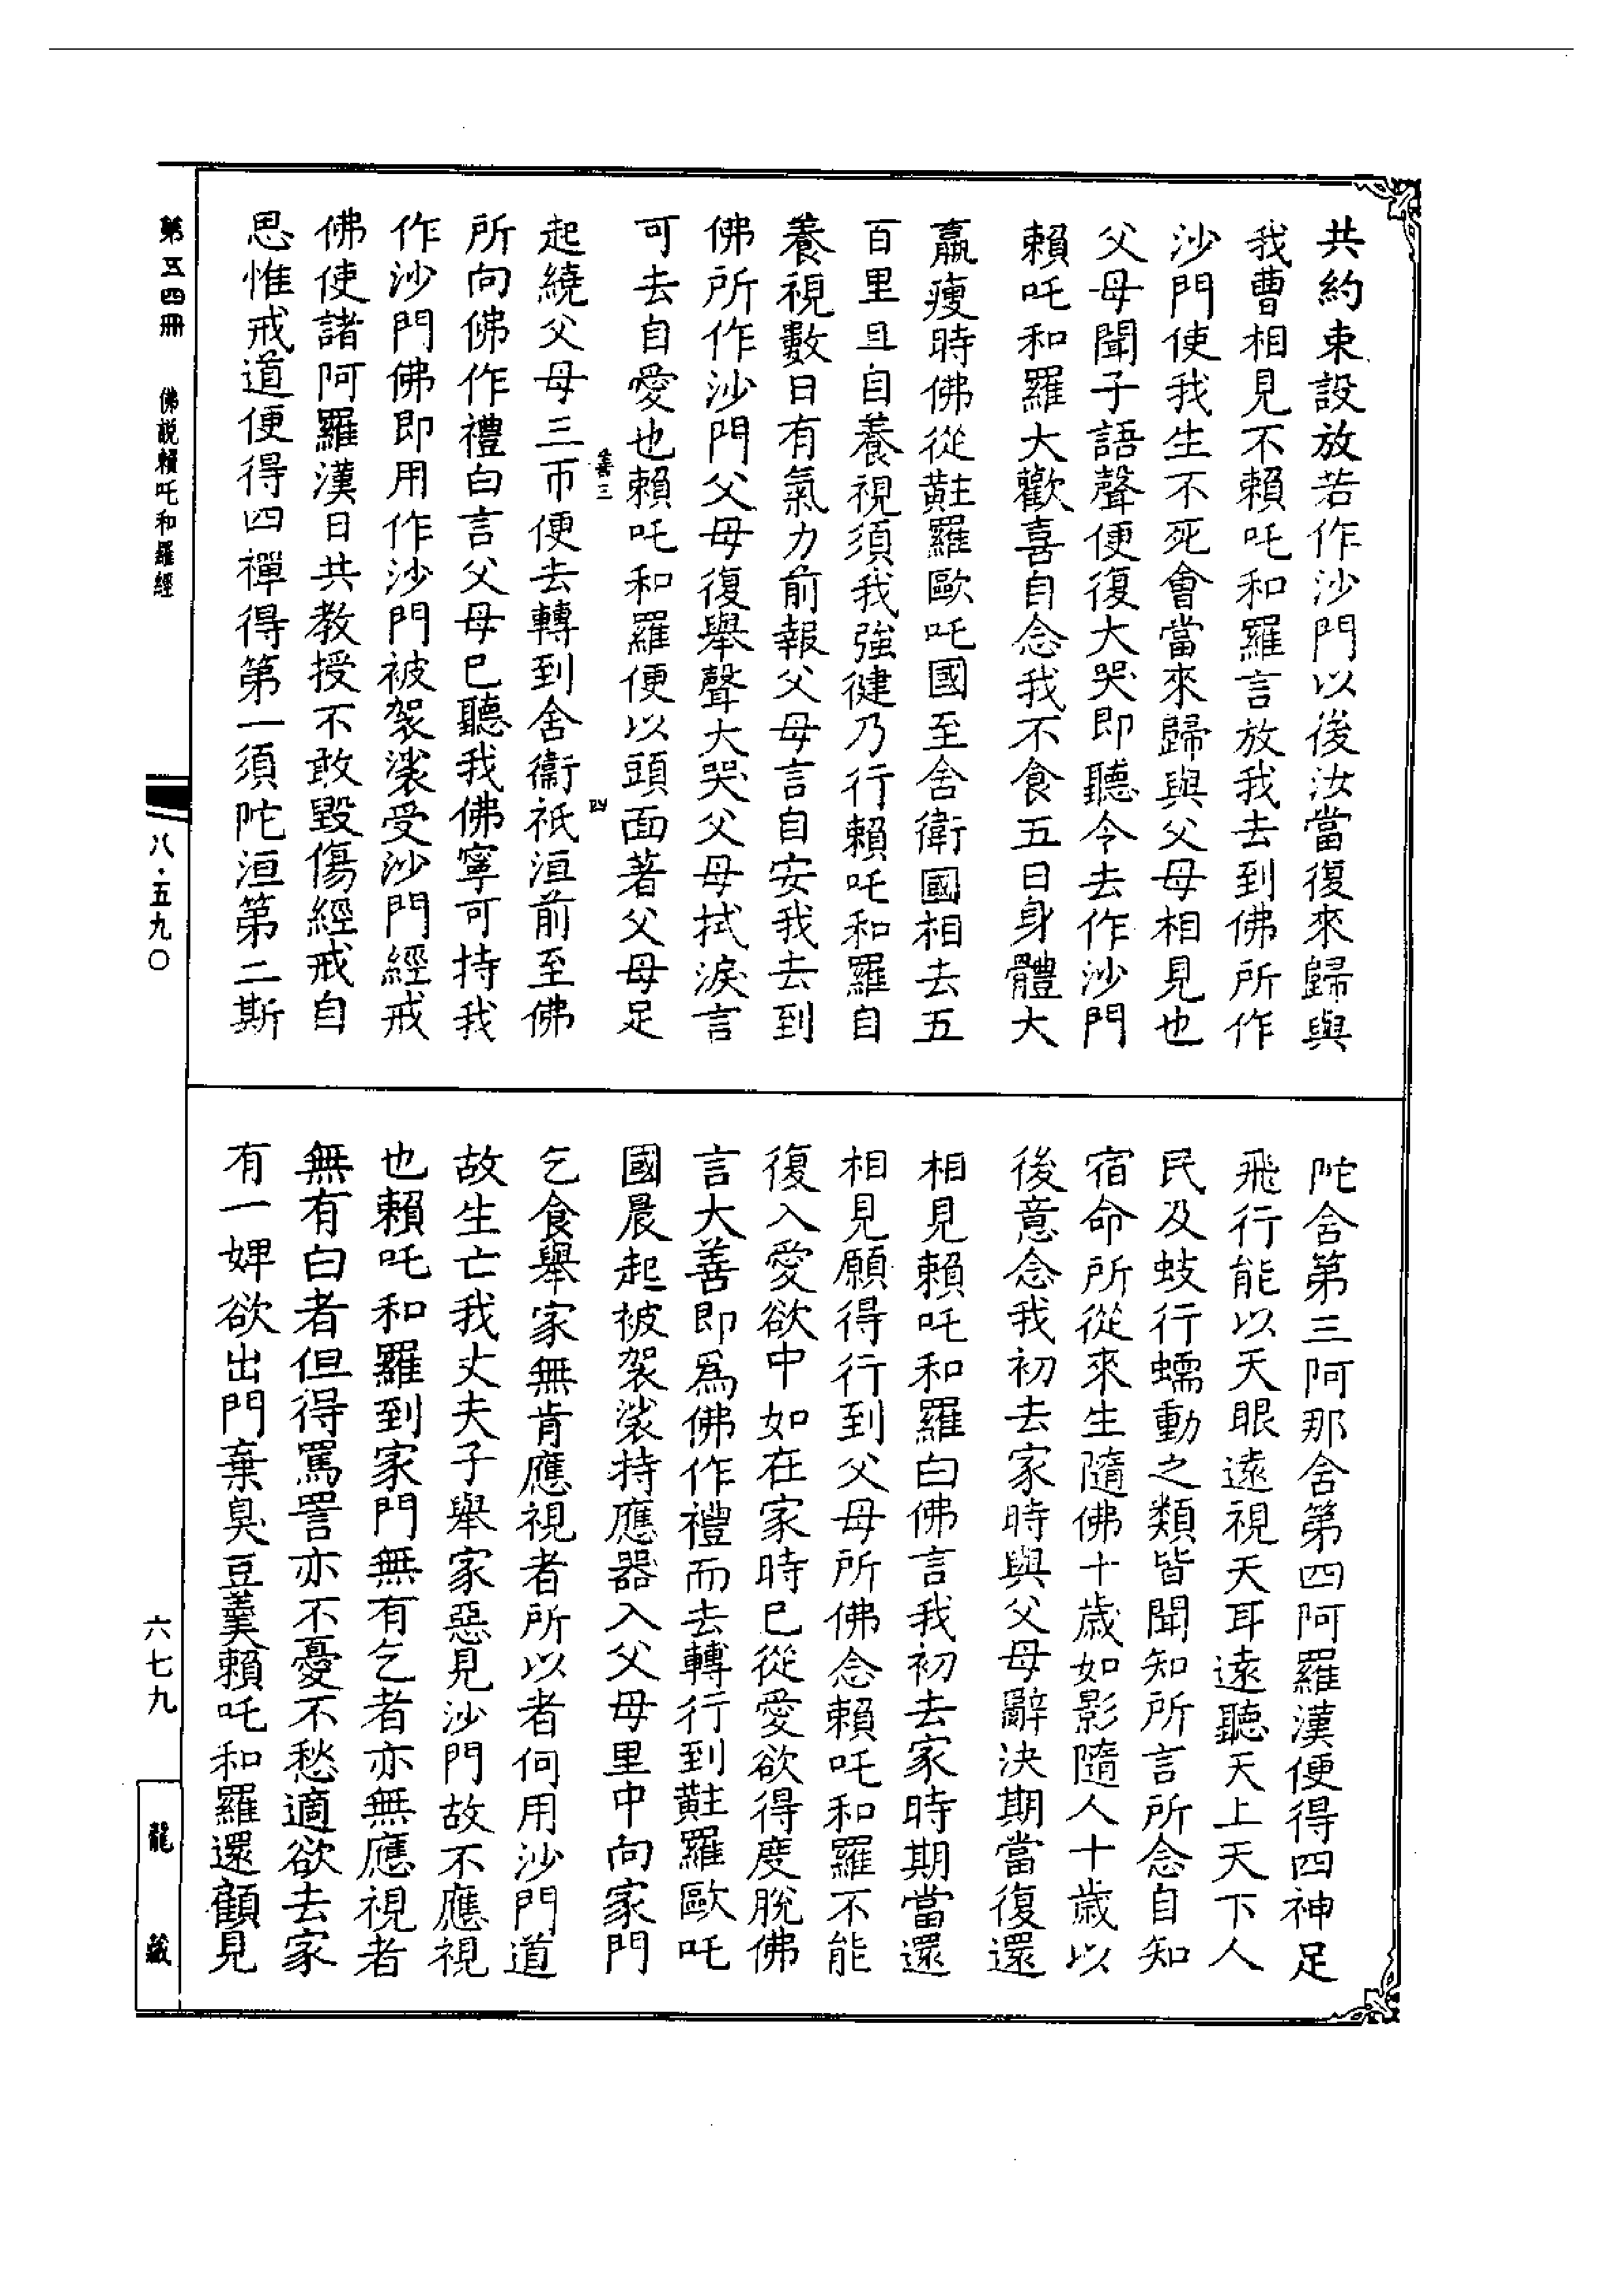 共約束設放若作沙門以後汝當復來歸與
我曹相見不賴吒和羅言放我去到佛所作
沙門使我生不死會當來歸與父母相見也
父母聞子語聲便復大哭即聽令去作沙門
賴吒和羅大歡喜自念我不食五日身體大
羸瘦時佛從黈羅歐吒國至舍衛國相去五
百里且自養視須我強健乃行賴吒和羅自
養視數日有氣力前報父母言自安我去到
佛所作沙門父母復舉聲大哭父母拭淚言
可去自愛也賴吒和羅便以頭面著父母足
起繞父母三帀便去轉到舍衛祇洹前至佛
所向佛作禮白言父母已聽我佛寧可持我
作沙門佛即用作沙門被袈裟受沙門經戒
佛使諸阿羅漢日共教授不敢毀傷經戒自
思惟戒道便得四禪得第一須陀洹第二斯
陀舍第三阿那舍第四阿羅漢便得四神足
飛行能以天眼遠視天耳遠聽天上天下人
民及蚑行蠕動之類皆聞知所言所念自知
宿命所從來生隨佛十歲如影隨人十歲以
後意念我初去家時與父母辭決期當復還
相見賴吒和羅白佛言我初去家時期當還
相見願得行到父母所佛念賴吒和羅不能
復入愛欲中如在家時已從愛欲得度脫佛
言大善即爲佛作禮而去轉行到黈羅歐吒
國晨起被袈裟持應器入父母里中向家門
乞食舉家無肯應視者所以者何用沙門道
故生亡我丈夫子舉家惡見沙門故不應視
也賴吒和羅到家門無有乞者亦無應視者
無有白者但得罵詈亦不憂不愁適欲去家
有一婢欲出門棄臭豆羹賴吒和羅還顧見
第五四冊 佛說賴吒和羅經
八·五九〇
六七九
龍藏
四